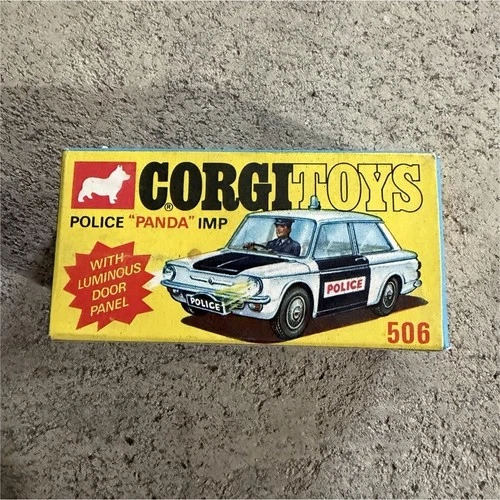 CORGI TOYS
®
POLICE "PANDA" IMP
WITH
LUMINOUS
DOOR
PANEL
POLICE
POLICE
506